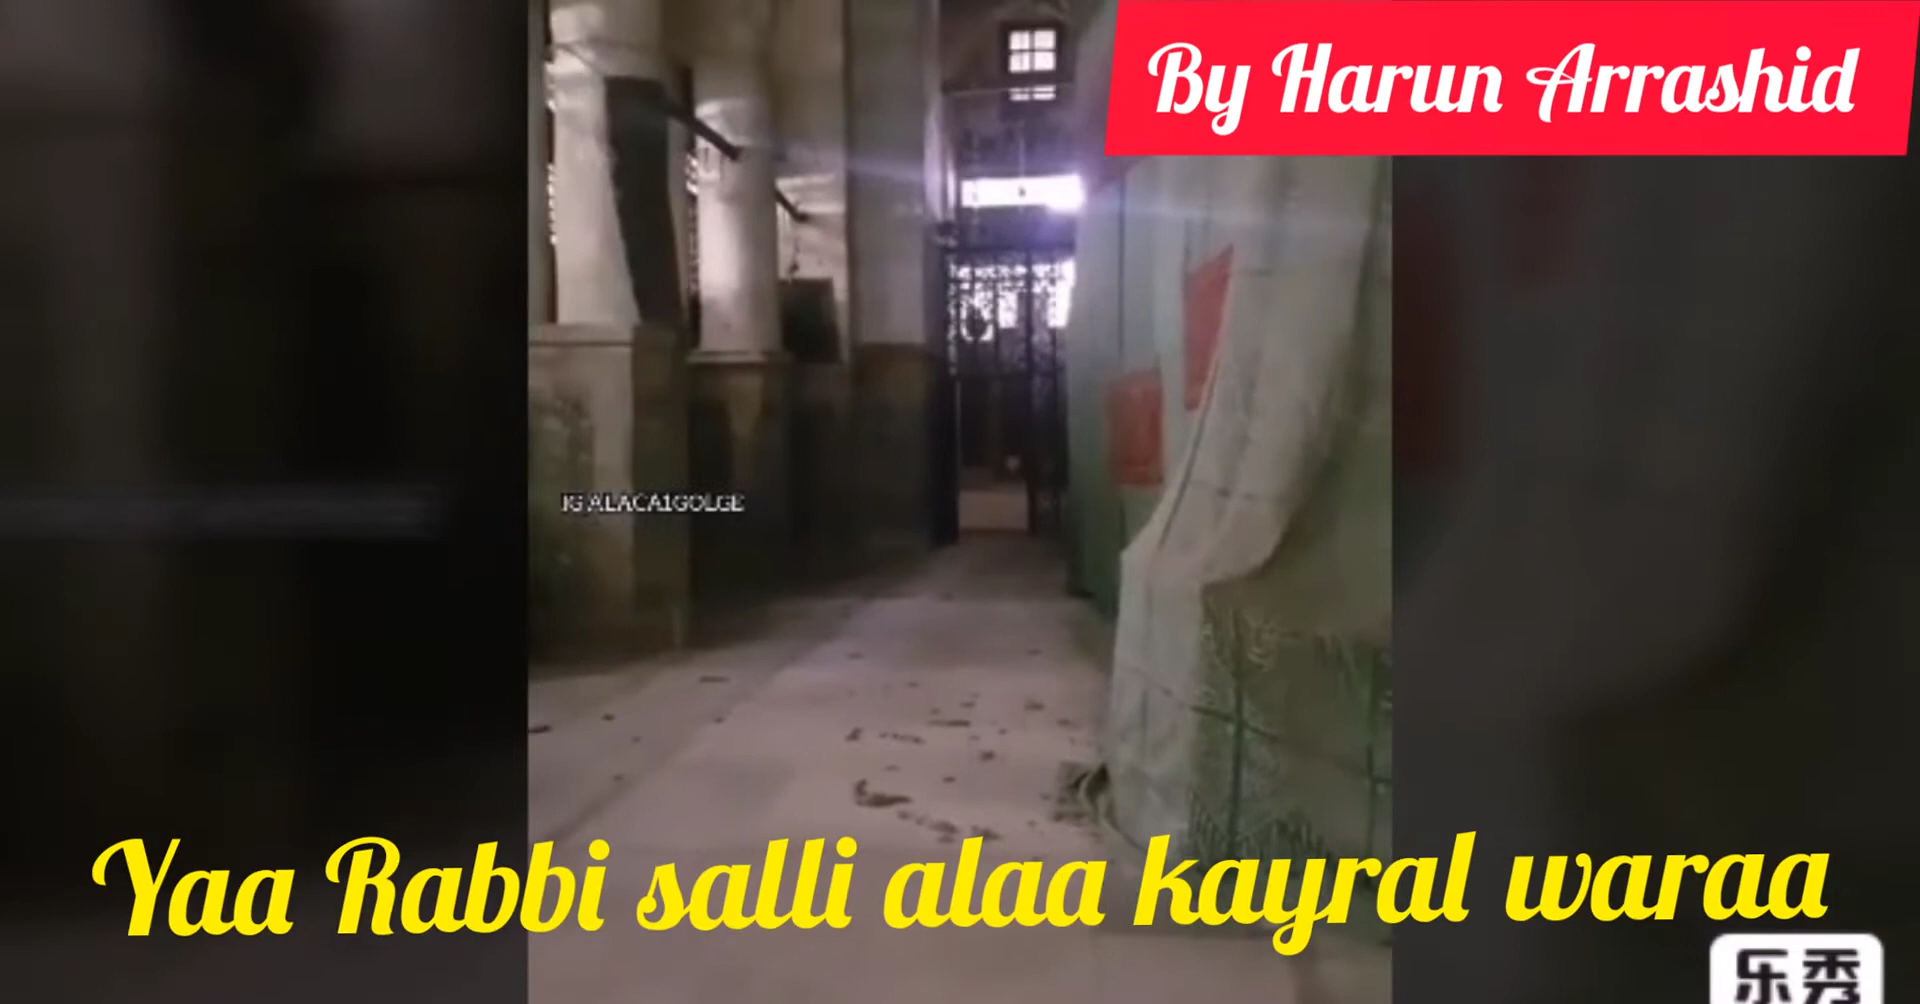 By Harun Arrashid
IG:ALACA1GOLGE
Yaa Rabbi salli alaa kayral waraa
乐秀